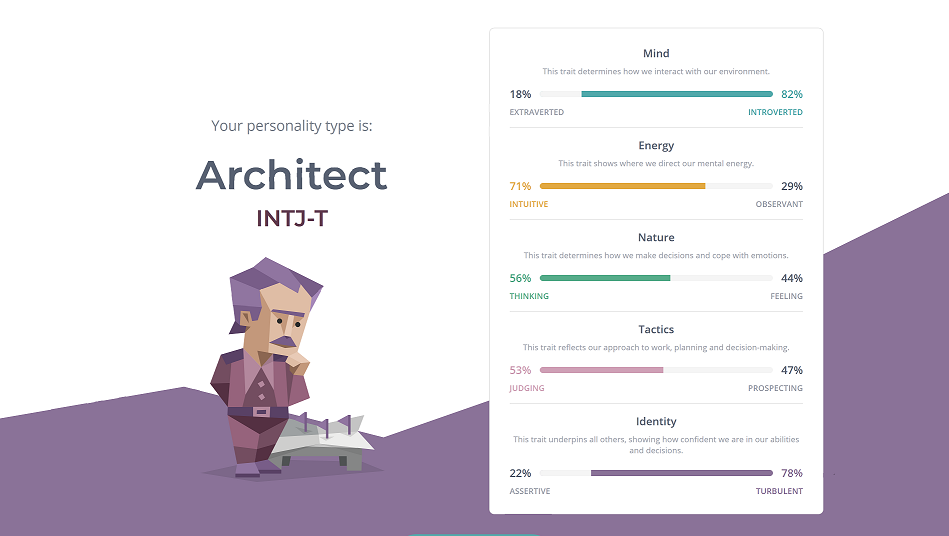 Your personality type is:
Architect
INTJ-T
Mind
This trait determines how we interact with our environment.
18% 82%
EXTRAVERTED INTROVERTED
Energy
This trait shows where we direct our mental energy.
71% 29%
INTUITIVE OBSERVANT
Nature
This trait determines how we make decisions and cope with emotions.
56% 44%
THINKING FEELING
Tactics
This trait reflects our approach to work, planning and decision-making.
53% 47%
JUDGING PROSPECTING
Identity
This trait underpins all others, showing how confident we are in our abilities
and decisions.
22% 78%
ASSERTIVE TURBULENT